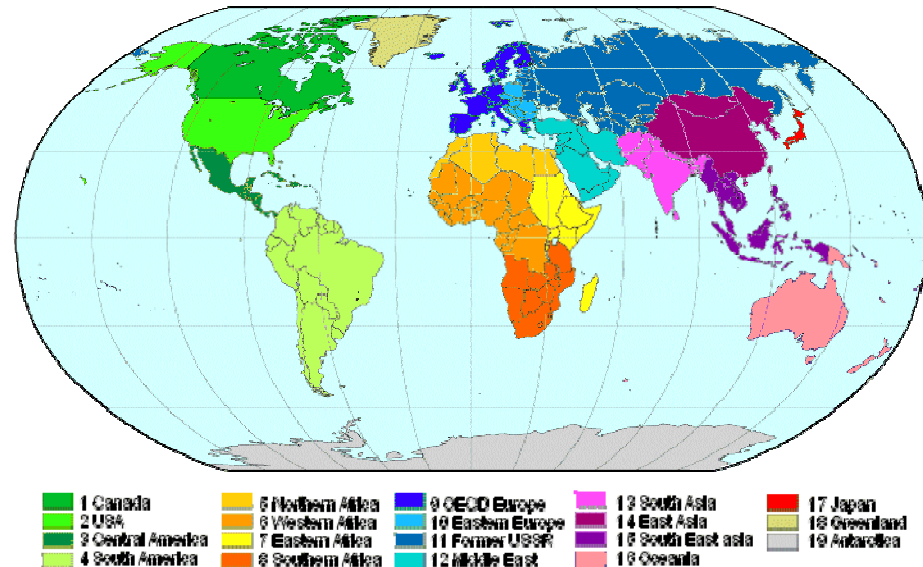 1 Canada
2 USA
3 Central America
4 South America
5 Northern Africa
6 Western Africa
7 Eastern Africa
8 Southern Africa
9 OECD Europe
10 Eastern Europe
11 Former USSR
12 Middle East
13 South Asia
14 East Asia
15 South East asia
16 Oceania
17 Japan
18 Greenland
19 Antarctica